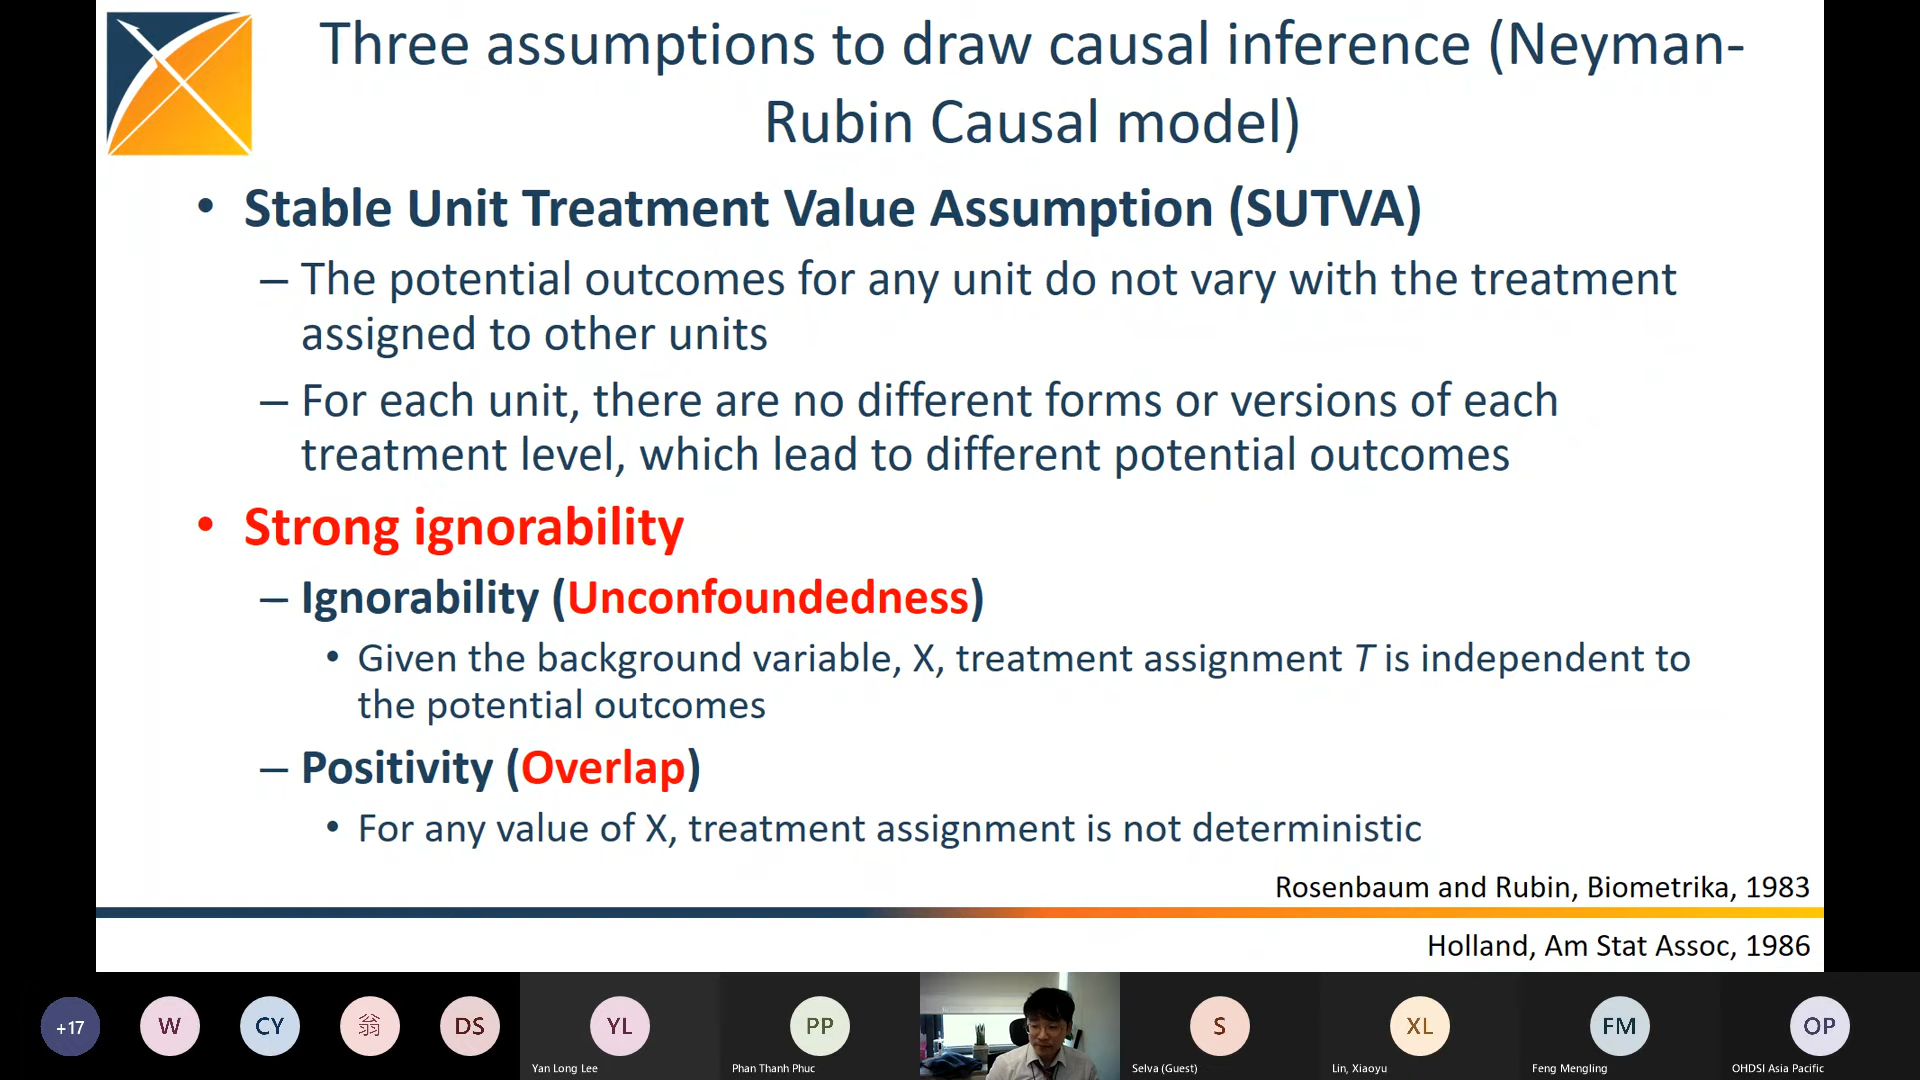 Three assumptions to draw causal inference (Neyman-
Rubin Causal model)
• Stable Unit Treatment Value Assumption (SUTVA)
– The potential outcomes for any unit do not vary with the treatment
assigned to other units
– For each unit, there are no different forms or versions of each
treatment level, which lead to different potential outcomes
• Strong ignorability
– Ignorability (Unconfoundedness)
• Given the background variable, X, treatment assignment T is independent to
the potential outcomes
– Positivity (Overlap)
• For any value of X, treatment assignment is not deterministic
Rosenbaum and Rubin, Biometrika, 1983
Holland, Am Stat Assoc, 1986
+17 W CY 翁 DS YL PP S XL FM OP
Yan Long Lee Phan Thanh Phuc Selva (Guest) Lin, Xiaoyu Feng Mengling OHDSI Asia Pacific